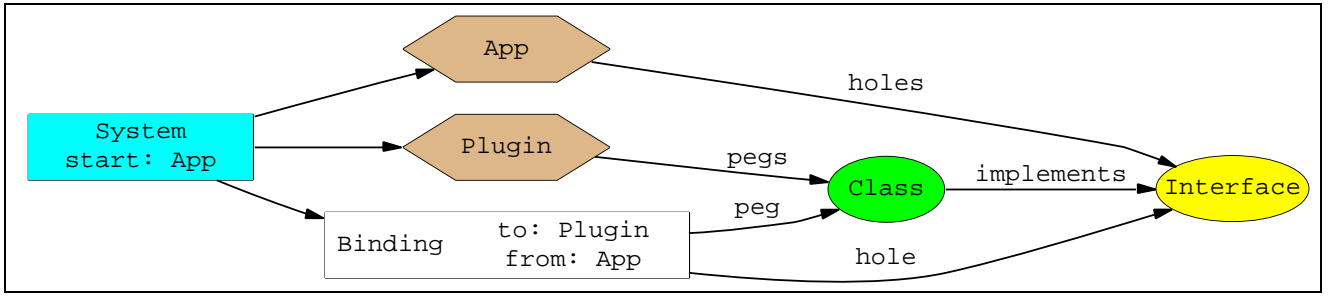 App
holes
System
start: App
Plugin
pegs
Class
implements
Interface
peg
Binding
to: Plugin
from: App
hole